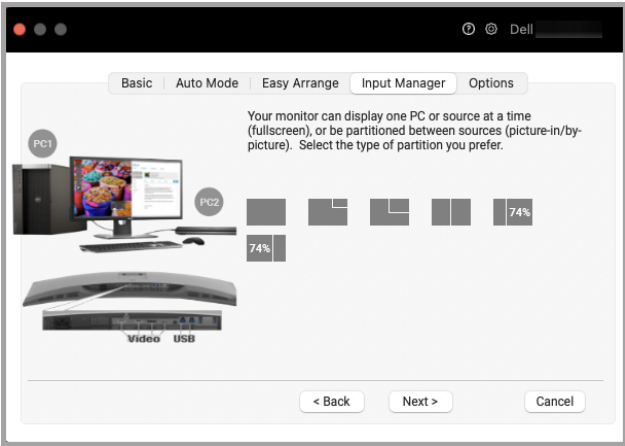 Dell
Basic Auto Mode Easy Arrange Input Manager Options
Your monitor can display one PC or source at a time
(fullscreen), or be partitioned between sources (picture-in/by-
picture). Select the type of partition you prefer.
PC1
PC2
74%
74%
Video USB
< Back Next > Cancel